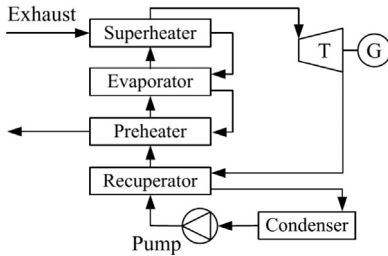 Exhaust
Superheater
T
G
Evaporator
Preheater
Recuperator
Pump
Condenser